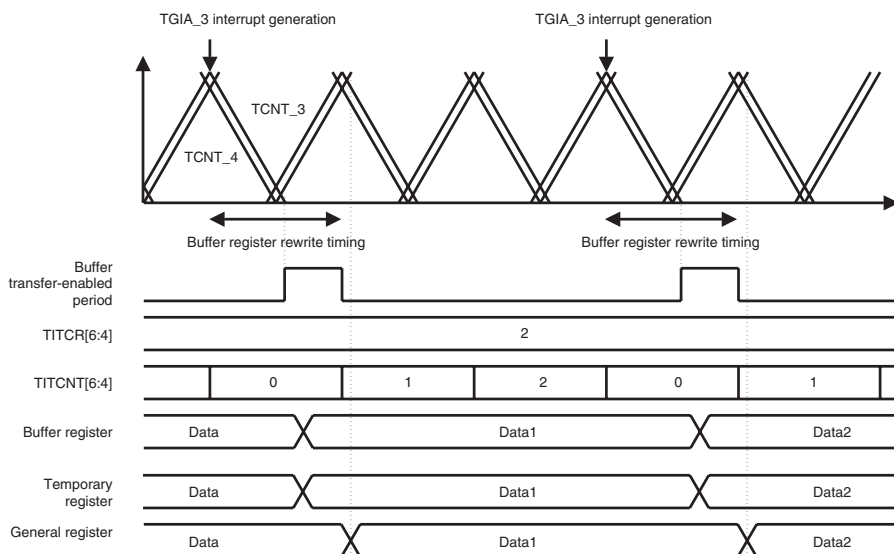 TGIA_3 interrupt generation TGIA_3 interrupt generation
TCNT_3
TCNT_4
Buffer register rewrite timing Buffer register rewrite timing
Buffer
transfer-enabled
period
TITCR[6:4] 2
TITCNT[6:4] 0 1 2 0 1
Buffer register Data Data1 Data2
Temporary
register Data Data1 Data2
General register Data Data1 Data2